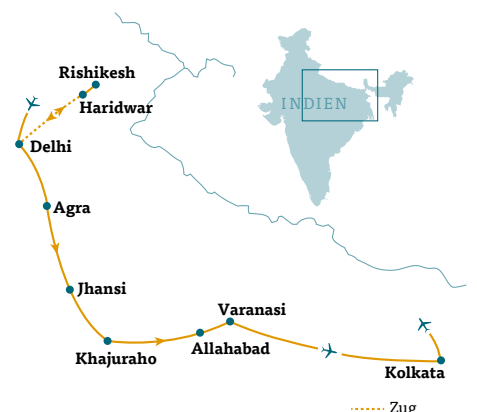 Rishikesh
Haridwar
INDIEN
Delhi
Agra
Jhansi
Varanasi
Khajuraho
Allahabad
Kolkata
Zug